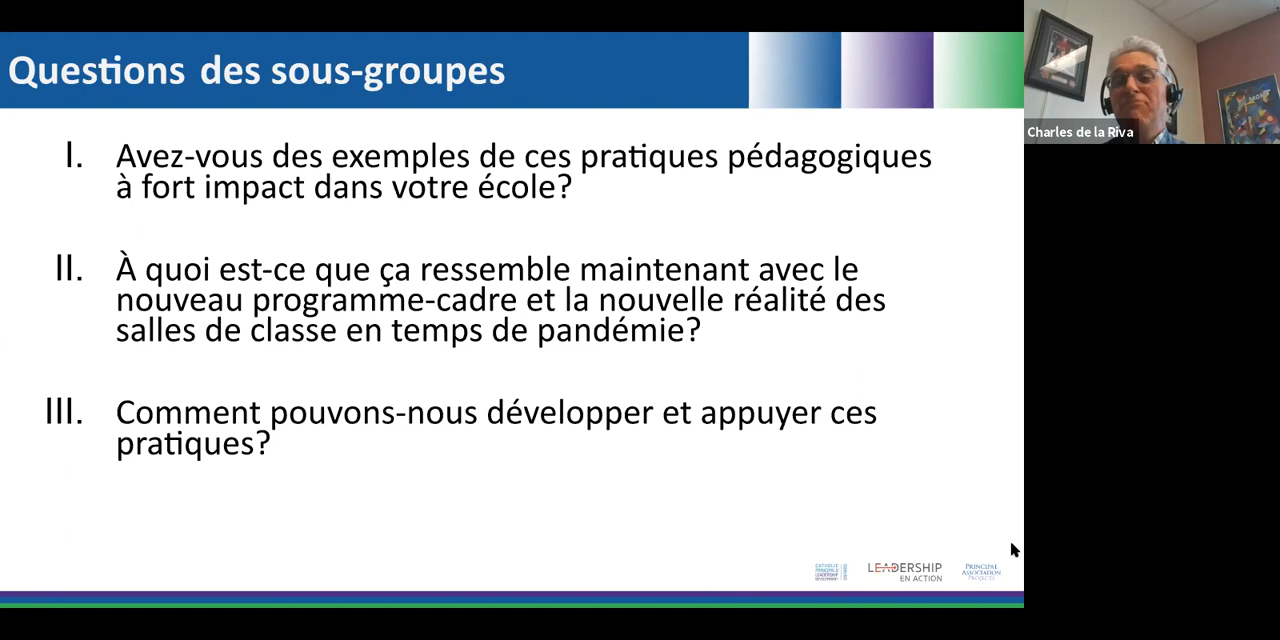 Questions des sous-groupes
Charles de la Riva
I. Avez-vous des exemples de ces pratiques pédagogiques
à fort impact dans votre école?
II. À quoi est-ce que ça ressemble maintenant avec le
nouveau programme-cadre et la nouvelle réalité des
salles de classe en temps de pandémie?
III. Comment pouvons-nous développer et appuyer ces
pratiques?
LEADERSHIP
EN ACTION
PRINCIPAL
ASSOCIATION
PROJECTS